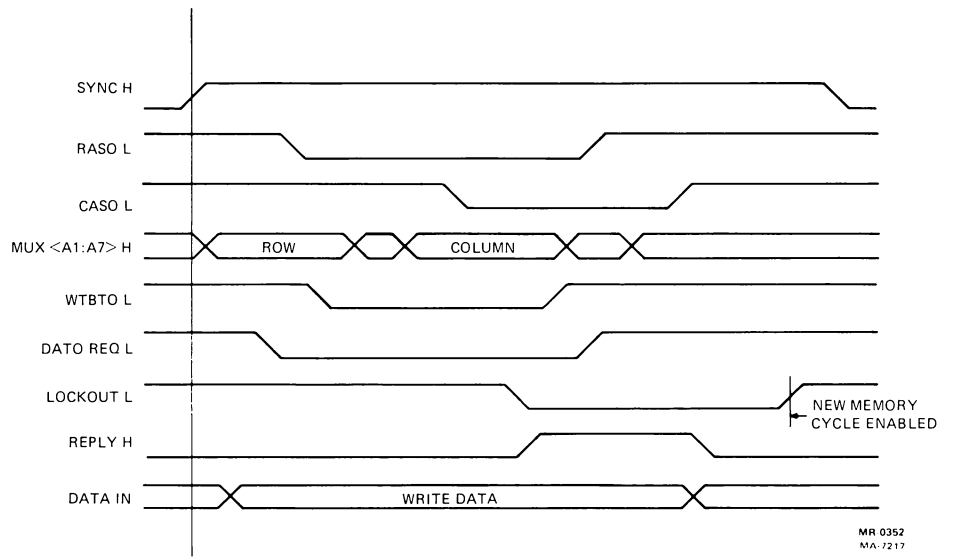 SYNC H
RASO L
CASO L
MUX <A1:A7> H
ROW
COLUMN
WTBTO L
DATO REQ L
LOCKOUT L
NEW MEMORY
CYCLE ENABLED
REPLY H
DATA IN
WRITE DATA
MR-0352
MA-7217